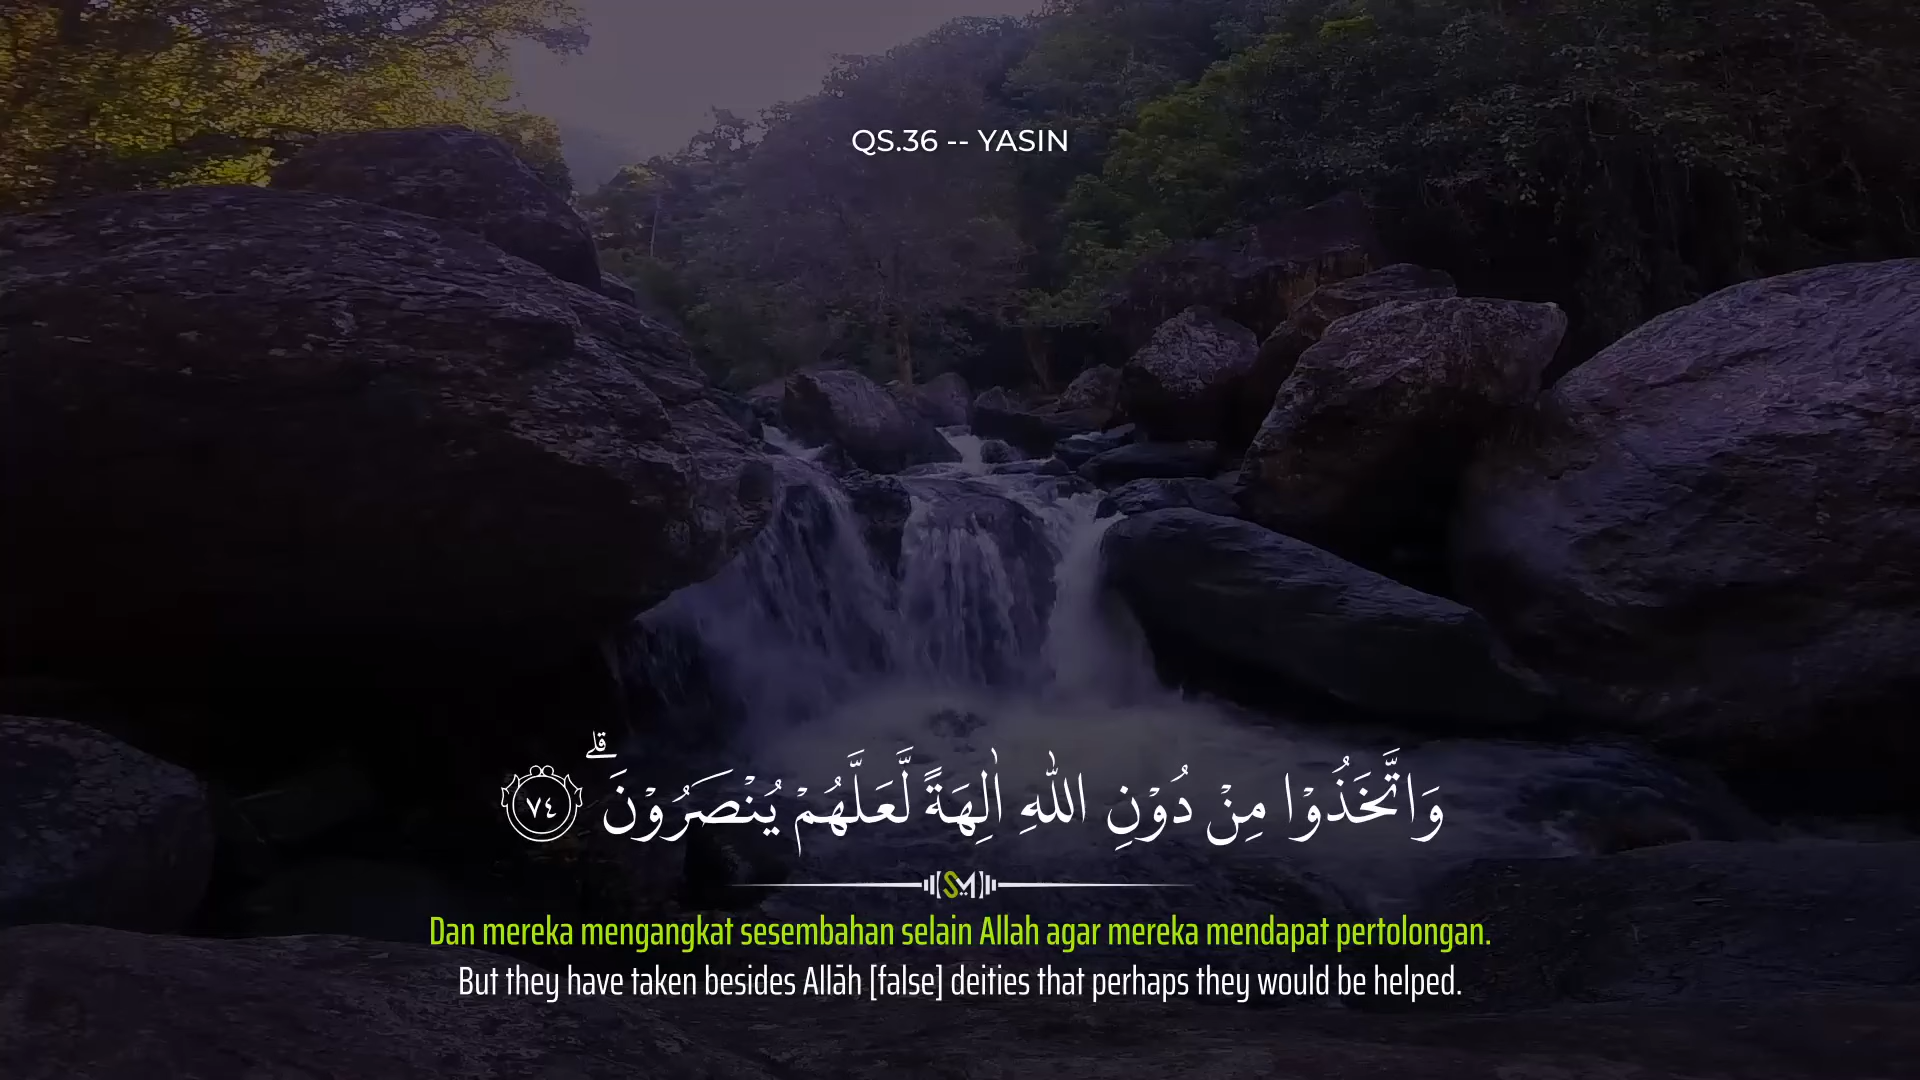 QS.36 -- YASIN
وَاتَّخَذُوْا مِنْ دُوْنِ اللّٰهِ اٰلِهَةً لَّعَلَّهُمْ يُنْصَرُوْنَ ۗ ٧٤
SM
Dan mereka mengangkat sesembahan selain Allah agar mereka mendapat pertolongan.
But they have taken besides Allāh [false] deities that perhaps they would be helped.